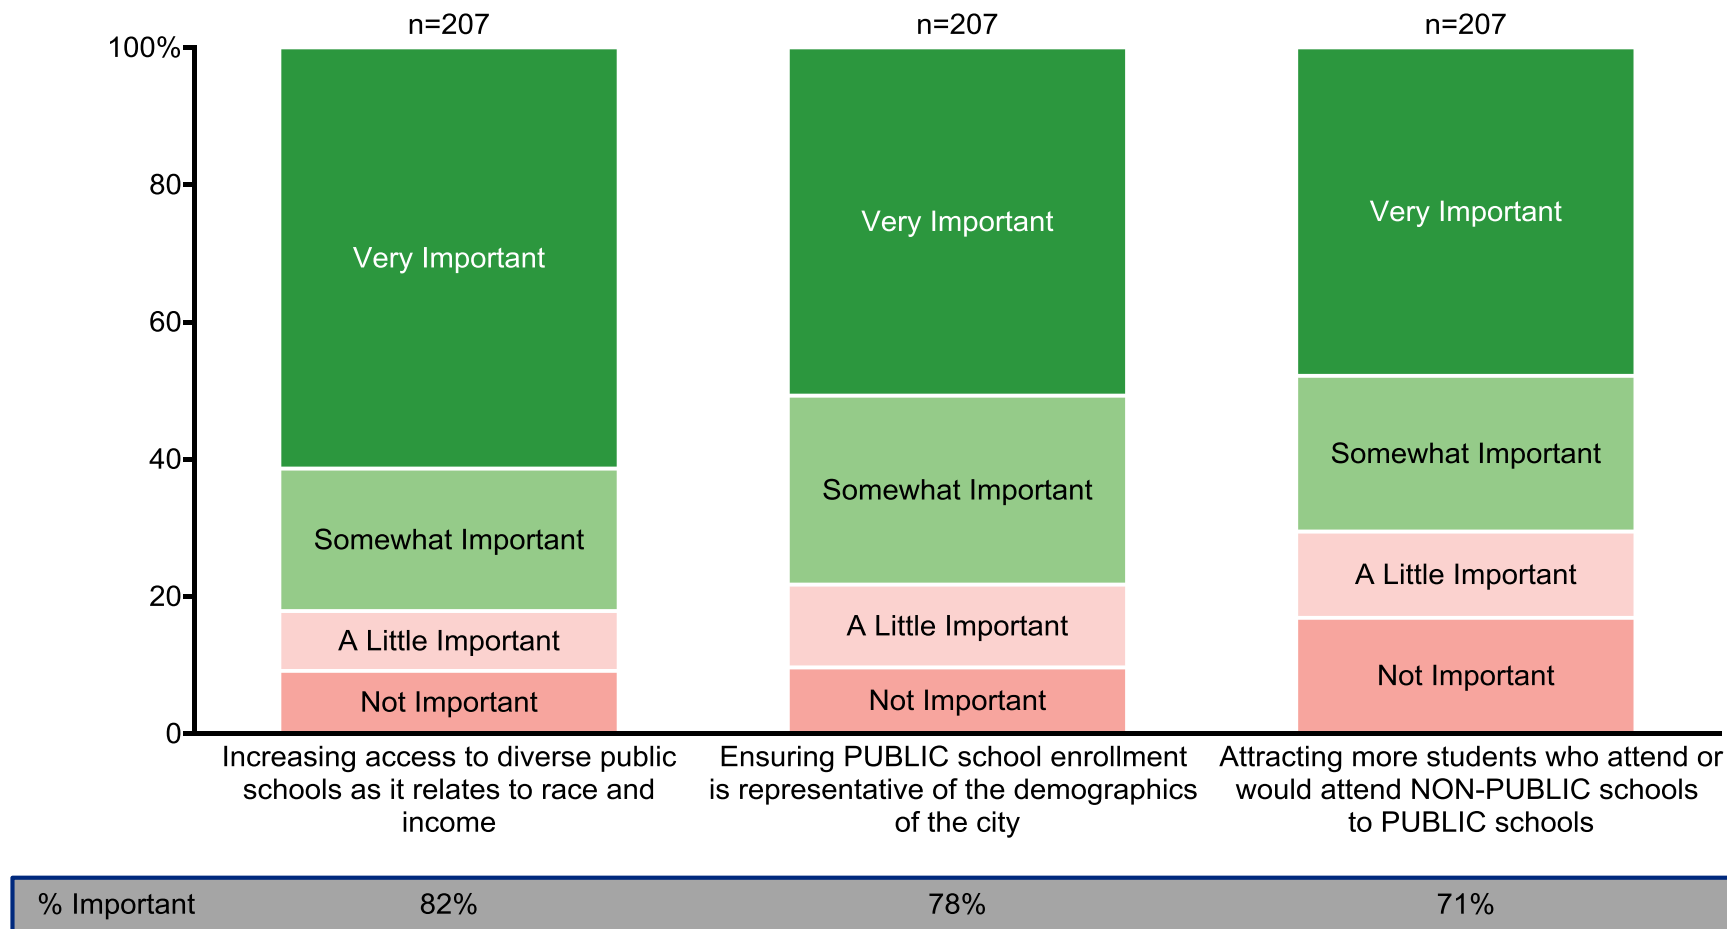 n=207 n=207 n=207
100%
80
60
40
20
0
Very Important
Somewhat Important
A Little Important
Not Important
Very Important
Somewhat Important
A Little Important
Not Important
Very Important
Somewhat Important
A Little Important
Not Important
Increasing access to diverse public
schools as it relates to race and
income
Ensuring PUBLIC school enrollment
is representative of the demographics
of the city
Attracting more students who attend or
would attend NON-PUBLIC schools
to PUBLIC schools
% Important 82% 78% 71%